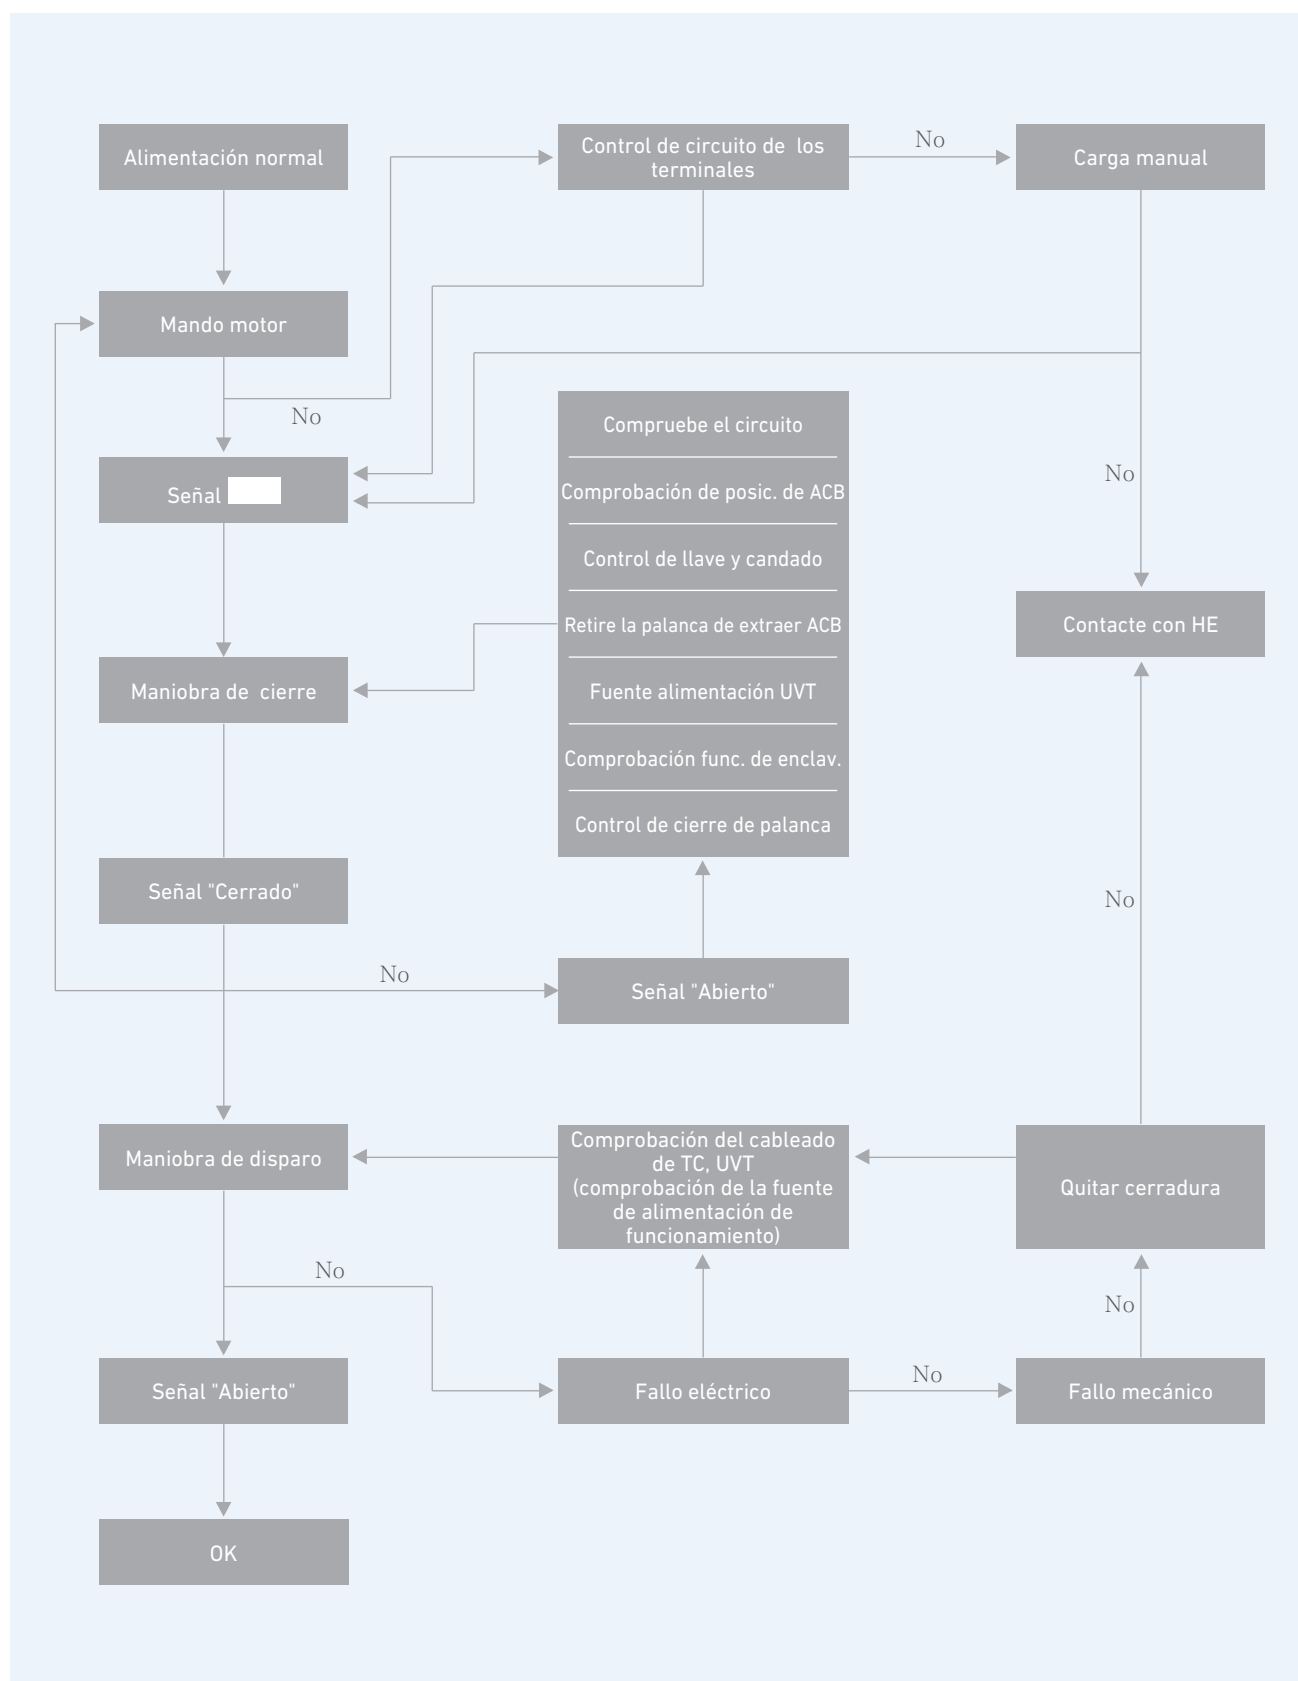 Alimentación normal
Control de circuito de los
terminales
No
Carga manual
Mando motor
No
Compruebe el circuito
Señal
Comprobación de posic. de ACB
No
Control de llave y candado
Retire la palanca de extraer ACB
Contacte con HE
Maniobra de cierre
Fuente alimentación UVT
Comprobación func. de enclav.
Control de cierre de palanca
Señal "Cerrado"
No
No
Señal "Abierto"
Maniobra de disparo
Comprobación del cableado
de TC, UVT
(comprobación de la fuente
de alimentación de
funcionamiento)
Quitar cerradura
No
No
Señal "Abierto"
Fallo eléctrico
No
Fallo mecánico
OK